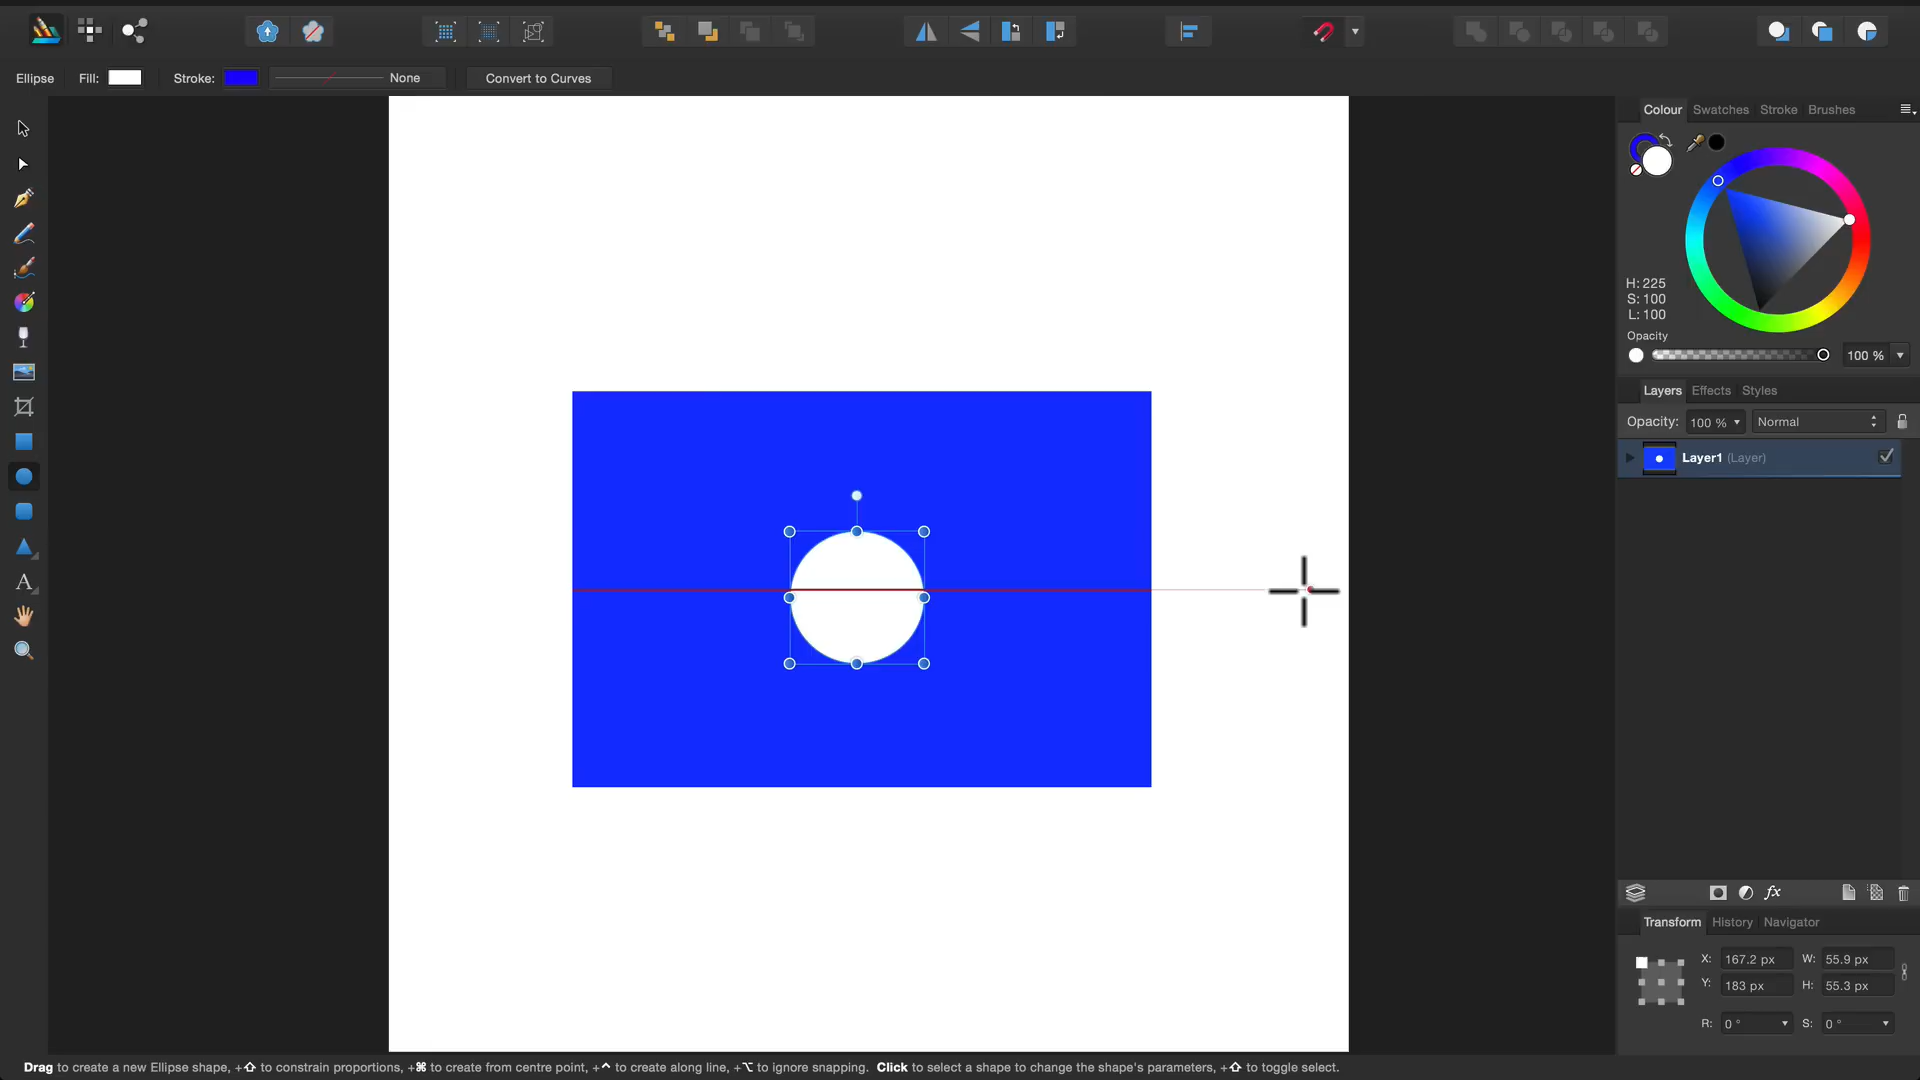 Ellipse Fill: Stroke: None Convert to Curves
Colour Swatches Stroke Brushes
H: 225
S: 100
L: 100
Opacity
100 %
Layers Effects Styles
Opacity: 100 % Normal
Layer1 (Layer)
fx
Transform History Navigator
X: 167.2 px W: 55.9 px
Y: 183 px H: 55.3 px
R: 0 ° S: 0 °
A
Drag to create a new Ellipse shape, +⇧ to constrain proportions, +⌘ to create from centre point, +⌃ to create along line, +⌥ to ignore snapping. Click to select a shape to change the shape's parameters, +⇧ to toggle select.